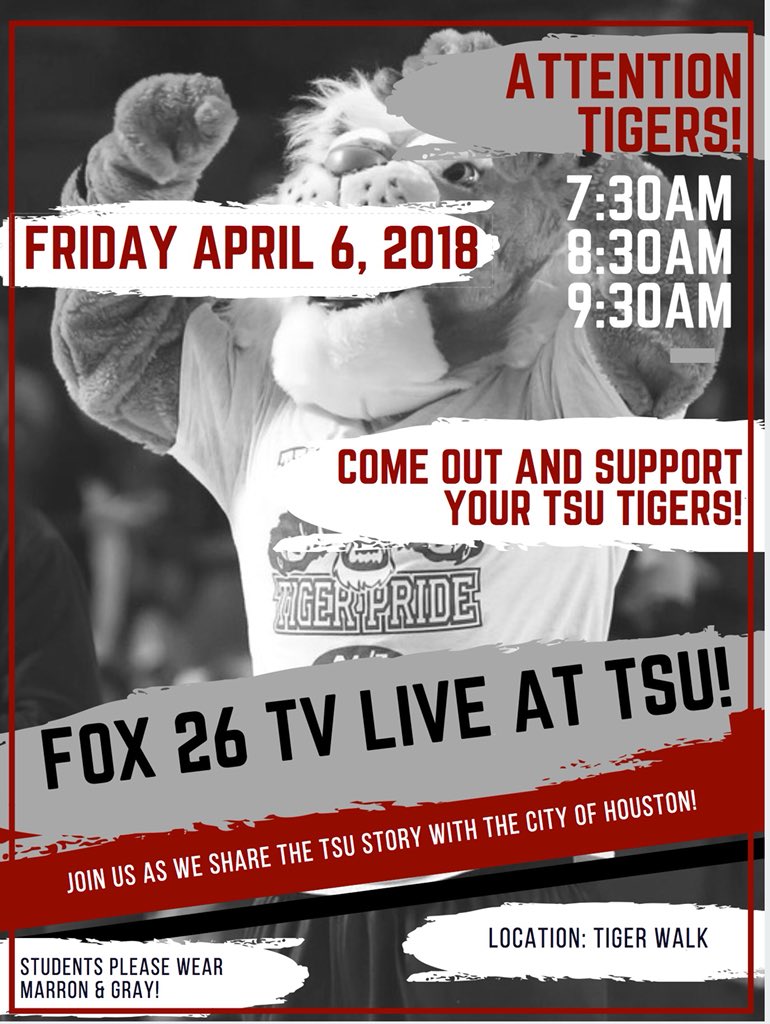 ATTENTION
TIGERS!
7:30AM
8:30AM
9:30AM
FRIDAY APRIL 6, 2018
COME OUT AND SUPPORT
YOUR TSU TIGERS!
TIGER PRIDE
FOX 26 TV LIVE AT TSU!
JOIN US AS WE SHARE THE TSU STORY WITH THE CITY OF HOUSTON!
LOCATION: TIGER WALK
STUDENTS PLEASE WEAR
MARRON & GRAY!